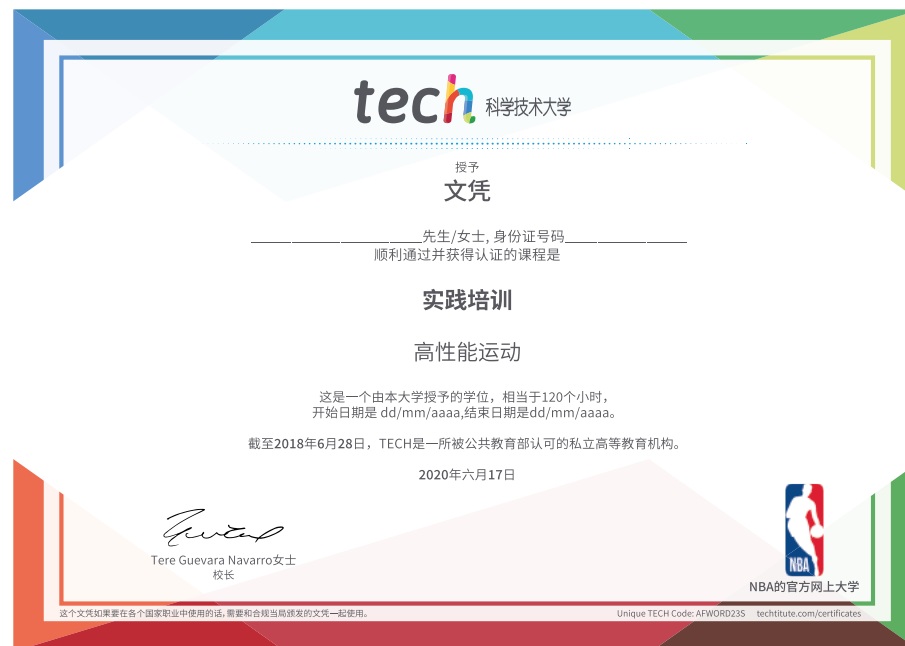 tech 科学技术大学
授予
文凭
____________________先生/女士, 身份证号码______________
顺利通过并获得认证的课程是
实践培训
高性能运动
这是一个由本大学授予的学位，相当于120个小时，
开始日期是 dd/mm/aaaa,结束日期是dd/mm/aaaa。
截至2018年6月28日，TECH是一所被公共教育部认可的私立高等教育机构。
2020年六月17日
Tere Guevara Navarro女士
校长
NBA
NBA的官方网上大学
这个文凭如果要在各个国家职业中使用的话,需要和合规当局颁发的文凭一起使用。
Unique TECH Code: AFWORD23S techtitute.com/certificates